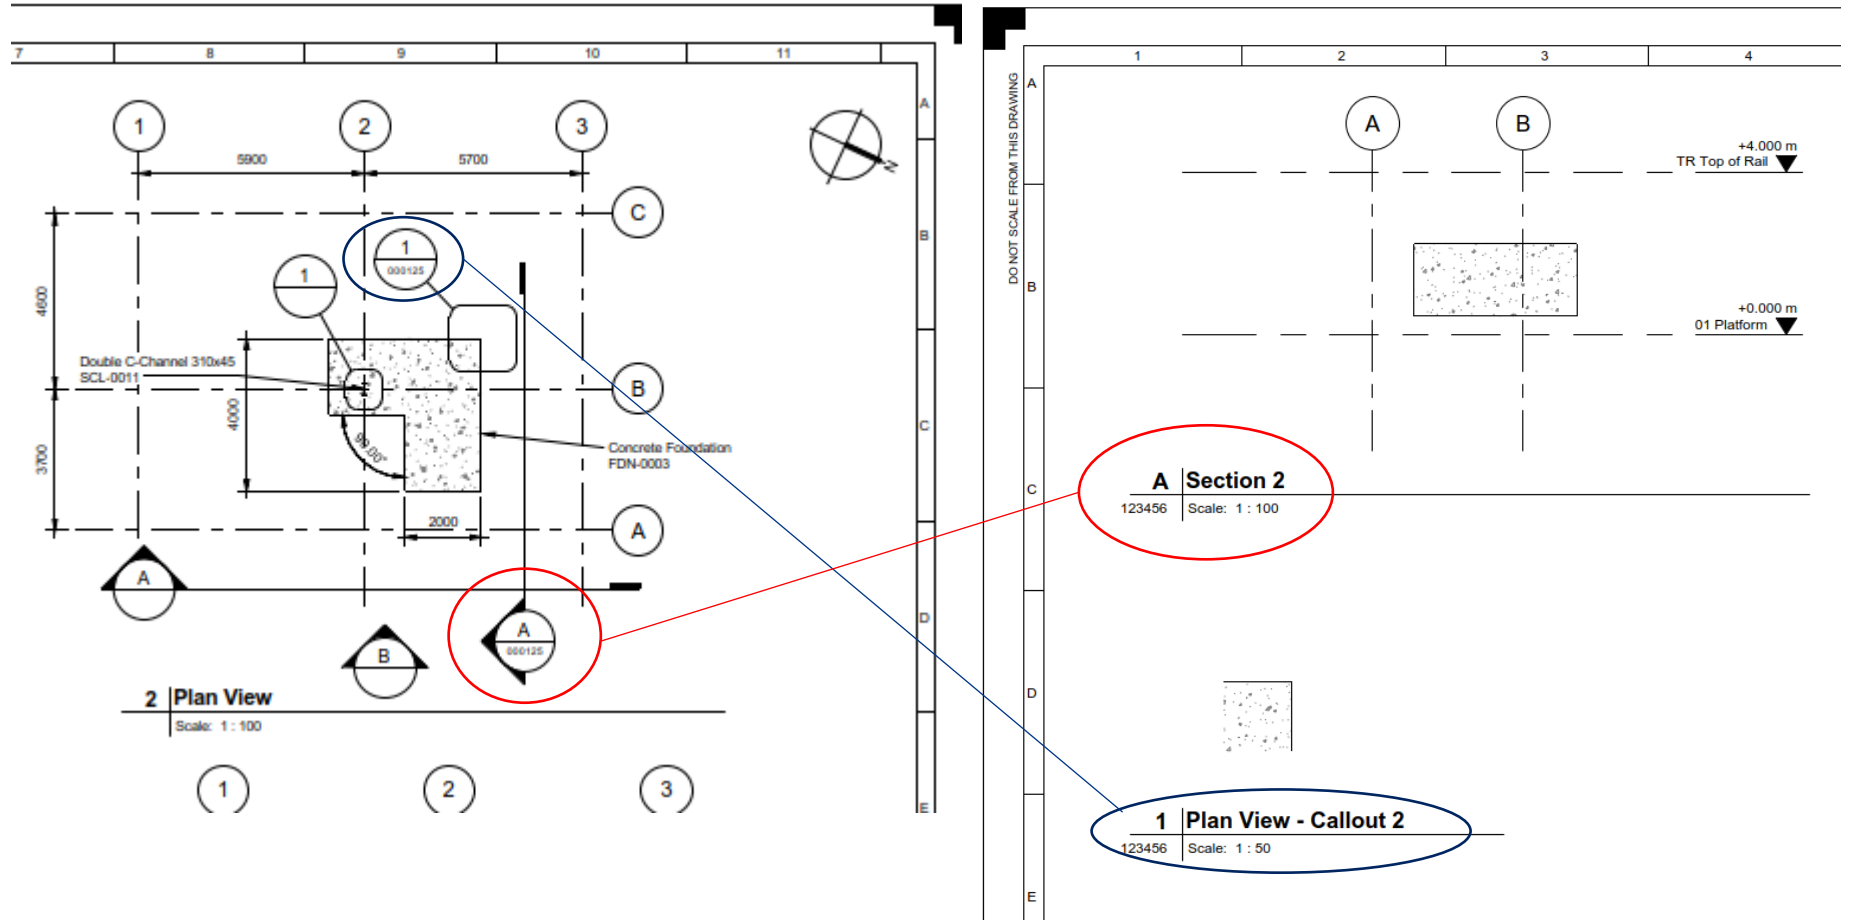 7 8 9 10 11
A
B
C
D
E
1 2 3
5900 5700
N
C
1
000125
1
4600
Double C-Channel 310x45
SCL-0011
B
4000
90.00°
3700
Concrete Foundation
FDN-0003
2000
A
A
B
A
000125
2 Plan View
Scale: 1 : 100
1 2 3
1 2 3 4
DO NOT SCALE FROM THIS DRAWING
A
B
C
D
E
A B
+4.000 m
TR Top of Rail
+0.000 m
01 Platform
A Section 2
123456 Scale: 1 : 100
1 Plan View - Callout 2
123456 Scale: 1 : 50